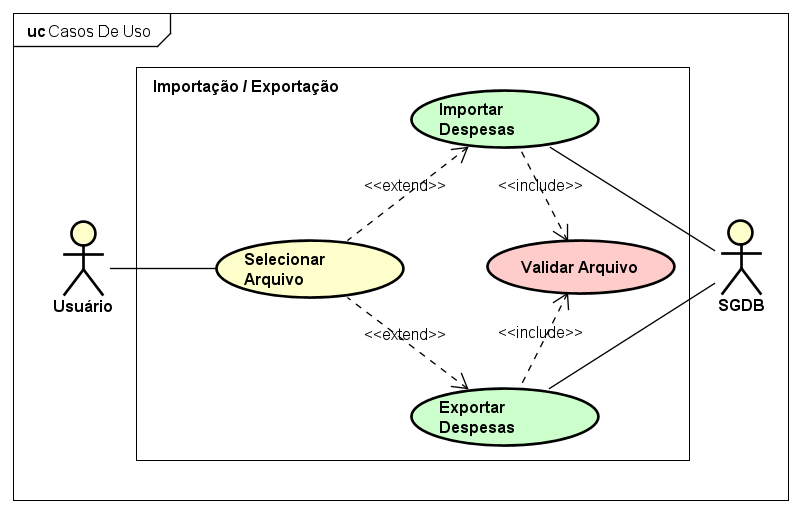 uc Casos De Uso
Importação / Exportação
Importar
Despesas
<<extend>>
<<include>>
Selecionar
Arquivo
Validar Arquivo
Usuário
SGDB
<<extend>>
<<include>>
Exportar
Despesas